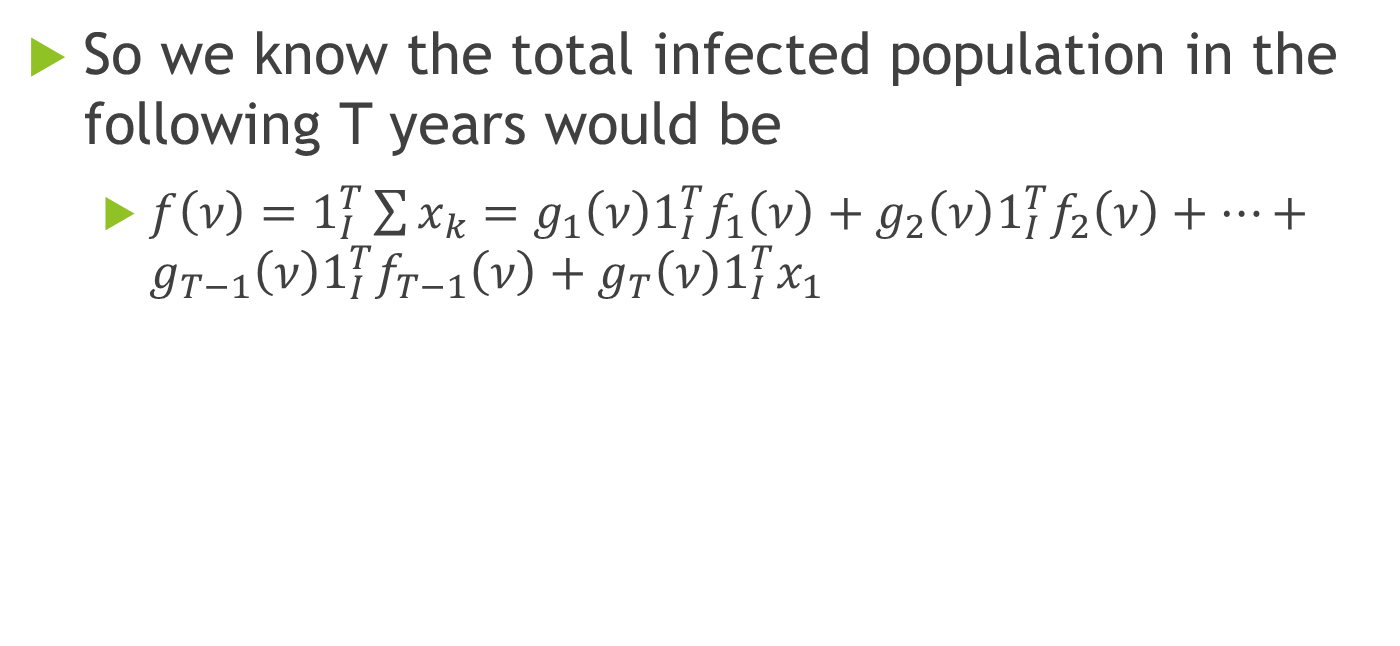 So we know the total infected population in the
following T years would be
𝑓(𝜈) = 1_𝐼^𝑇 ∑ 𝑥_𝑘 = 𝑔_1(𝜈)1_𝐼^𝑇 𝑓_1(𝜈) + 𝑔_2(𝜈)1_𝐼^𝑇 𝑓_2(𝜈) + ⋯ +
𝑔_{𝑇−1}(𝜈)1_𝐼^𝑇 𝑓_{𝑇−1}(𝜈) + 𝑔_𝑇(𝜈)1_𝐼^𝑇 𝑥_1